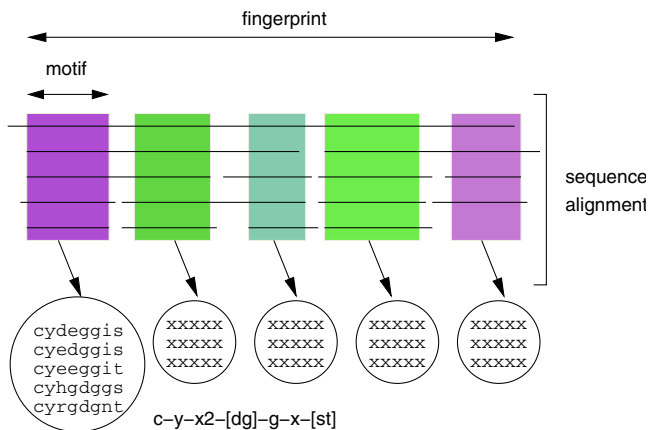 fingerprint
motif
sequence
alignment
cydeggis
cyedggis
cyeeggit
cyhgdggs
cyrgdgnt
xxxxx
xxxxx
xxxxx
xxxxx
xxxxx
xxxxx
xxxxx
xxxxx
xxxxx
xxxxx
xxxxx
xxxxx
c–y–x2–[dg]–g–x–[st]